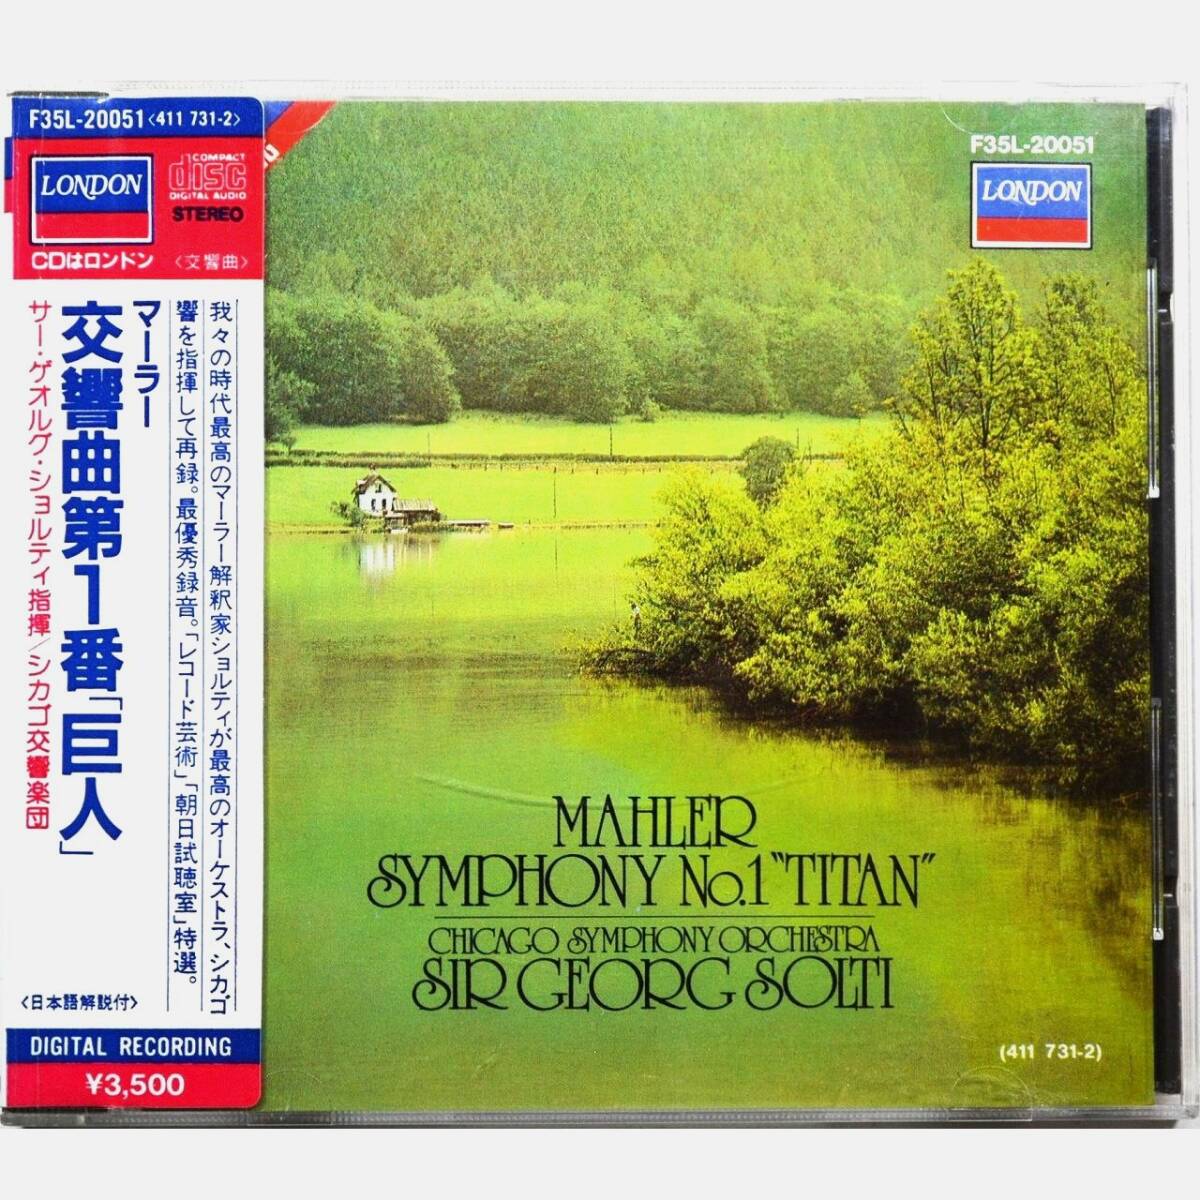 F35L-20051<411 731-2>
LONDON
COMPACT
disc
DIGITAL AUDIO
STEREO
CDはロンドン
〈交響曲〉
我々の時代最高のマーラー解釈家ショルティが最高のオーケストラ、シカゴ
響を指揮して再録。最優秀録音。「レコード芸術」「朝日試聴室」特選。
マーラー
交響曲第1番「巨人」
サー・ゲオルグ・ショルティ指揮/シカゴ交響楽団
〈日本語解説付〉
DIGITAL RECORDING
¥3,500
F35L-20051
LONDON
MAHLER
SYMPHONY No.1 "TITAN"
CHICAGO SYMPHONY ORCHESTRA
SIR GEORG SOLTI
(411 731-2)